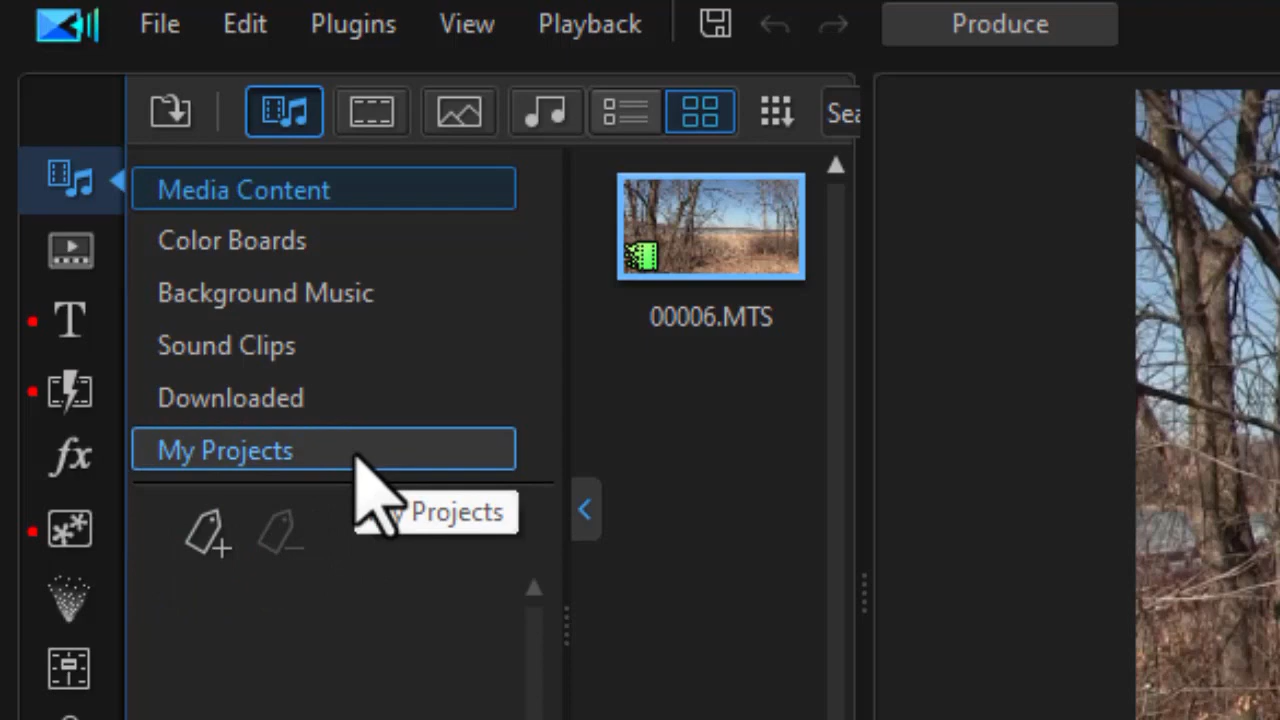 File Edit Plugins View Playback Produce
Sea
Media Content
Color Boards
Background Music
Sound Clips
Downloaded
My Projects
Projects
00006.MTS
T
fx